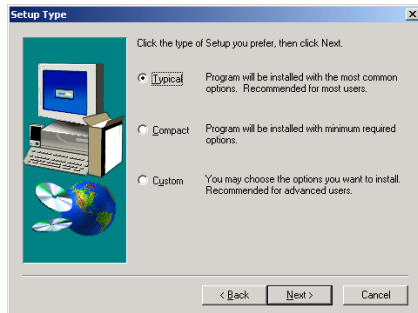 Setup Type
Click the type of Setup you prefer, then click Next.
Typical
Program will be installed with the most common
options. Recommended for most users.
Compact
Program will be installed with minimum required
options.
Custom
You may choose the options you want to install.
Recommended for advanced users.
< Back
Next >
Cancel